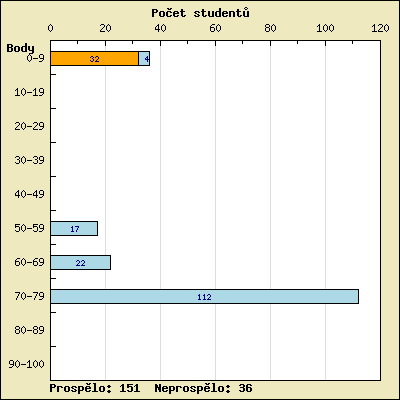 Počet studentů
0 20 40 60 80 100 120
Body
0-9 32 4
10-19
20-29
30-39
40-49
50-59 17
60-69 22
70-79 112
80-89
90-100
Prospělo: 151 Neprospělo: 36